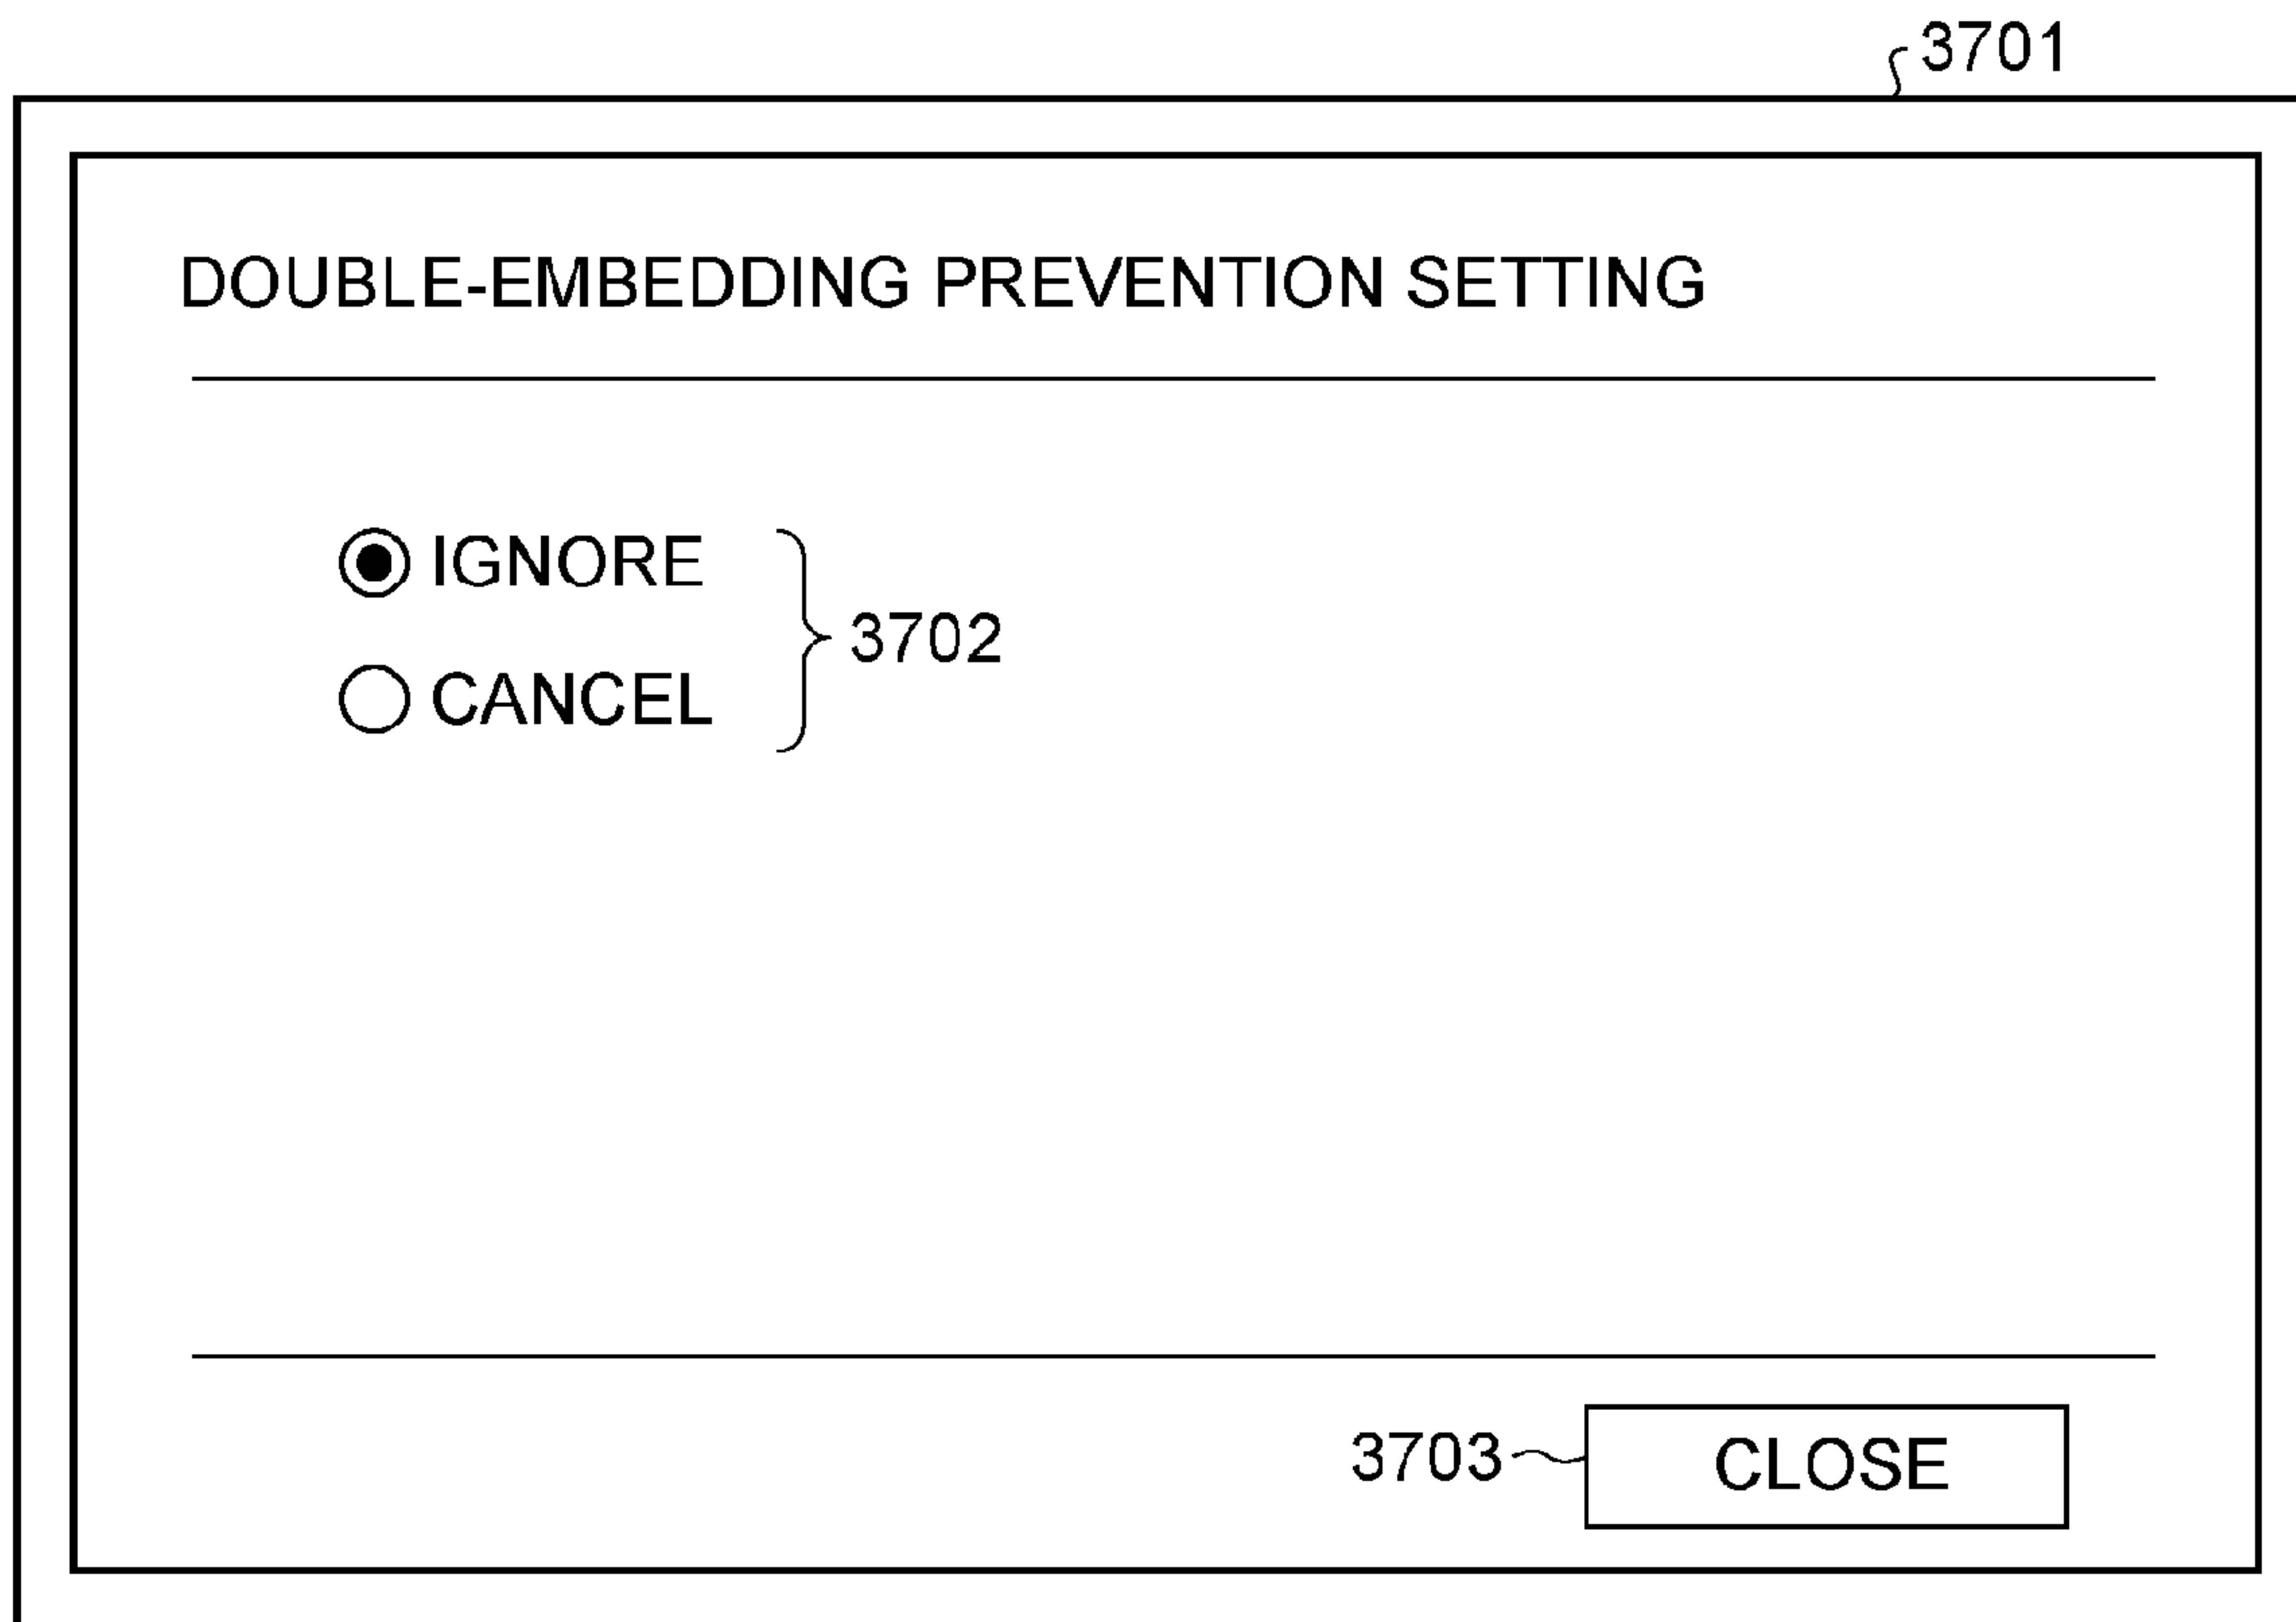 3701
DOUBLE-EMBEDDING PREVENTION SETTING
IGNORE
3702
CANCEL
3703
CLOSE